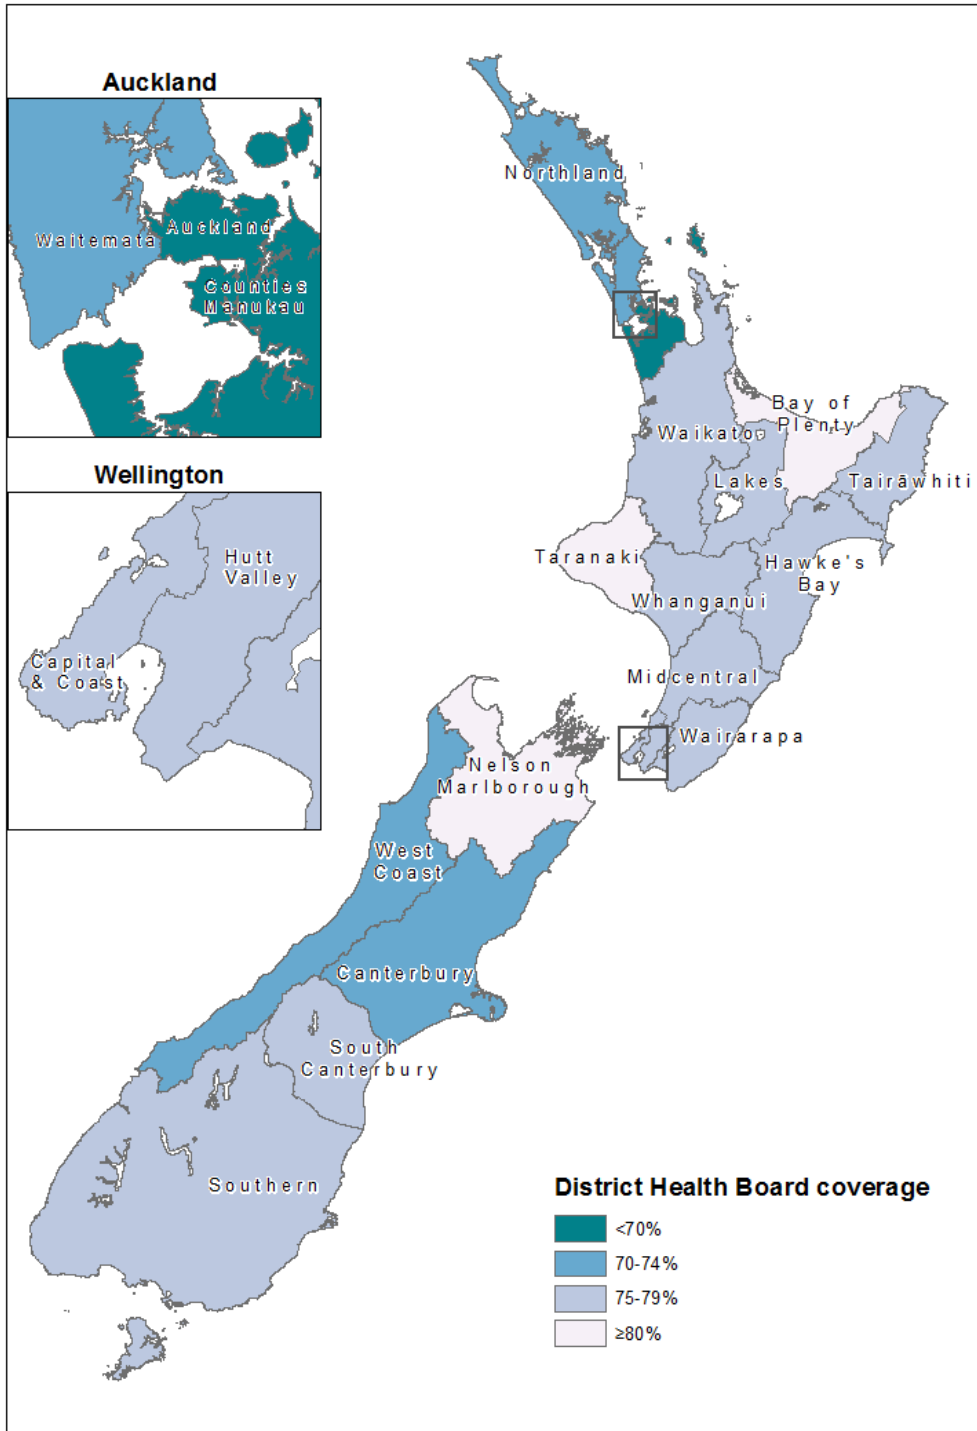 Auckland
Waitemata
Auckland
Counties
Manukau
Wellington
Hutt
Valley
Capital
& Coast
Northland
Bay of
Plenty
Waikato
Lakes
Tairāwhiti
Taranaki
Hawke's
Bay
Whanganui
Midcentral
Wairarapa
Nelson
Marlborough
West
Coast
Canterbury
South
Canterbury
Southern
District Health Board coverage
<70%
70-74%
75-79%
≥80%